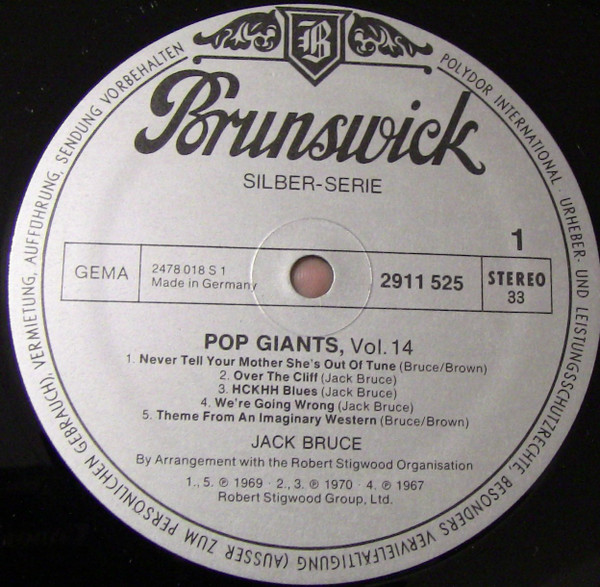 B
Brunswick
SILBER-SERIE
1
GEMA
2478 018 S 1
Made in Germany
2911 525
STEREO
33
POP GIANTS, Vol. 14
1. Never Tell Your Mother She's Out Of Tune (Bruce/Brown)
2. Over The Cliff (Jack Bruce)
3. HCKHH Blues (Jack Bruce)
4. We're Going Wrong (Jack Bruce)
5. Theme From An Imaginary Western (Bruce/Brown)
JACK BRUCE
By Arrangement with the Robert Stigwood Organisation
1., 5. ℗ 1969 · 2., 3. ℗ 1970 · 4. ℗ 1967
Robert Stigwood Group, Ltd.
POLYDOR INTERNATIONAL · URHEBER- UND LEISTUNGSSCHUTZRECHTE, BESONDERS VERVIELFÄLTIGUNG (AUSSER ZUM PERSÖNLICHEN GEBRAUCH), VERMIETUNG, AUFFÜHRUNG, SENDUNG VORBEHALTEN